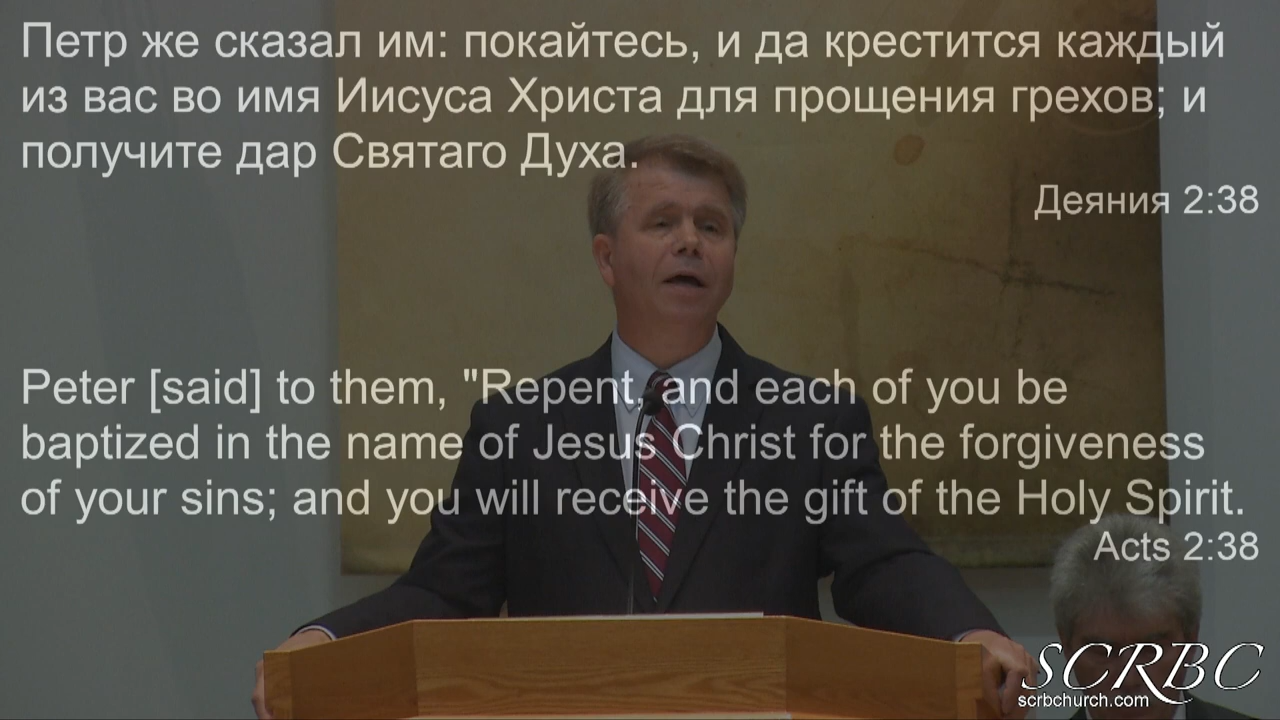 Петр же сказал им: покайтесь, и да крестится каждый
из вас во имя Иисуса Христа для прощения грехов; и
получите дар Святаго Духа.
Деяния 2:38
Peter [said] to them, "Repent, and each of you be
baptized in the name of Jesus Christ for the forgiveness
of your sins; and you will receive the gift of the Holy Spirit.
Acts 2:38
SCRBC
scrbchurch.com